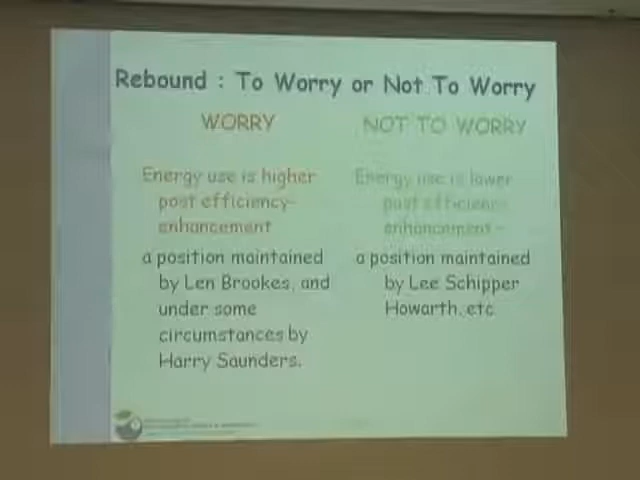 Rebound : To Worry or Not To Worry
WORRY
Energy use is higher
post efficiency-
enhancement
a position maintained
by Len Brookes, and
under some
circumstances by
Harry Saunders.
NOT TO WORRY
Energy use is lower
post efficiency-
enhancement -
a position maintained
by Lee Schipper
Howarth, etc